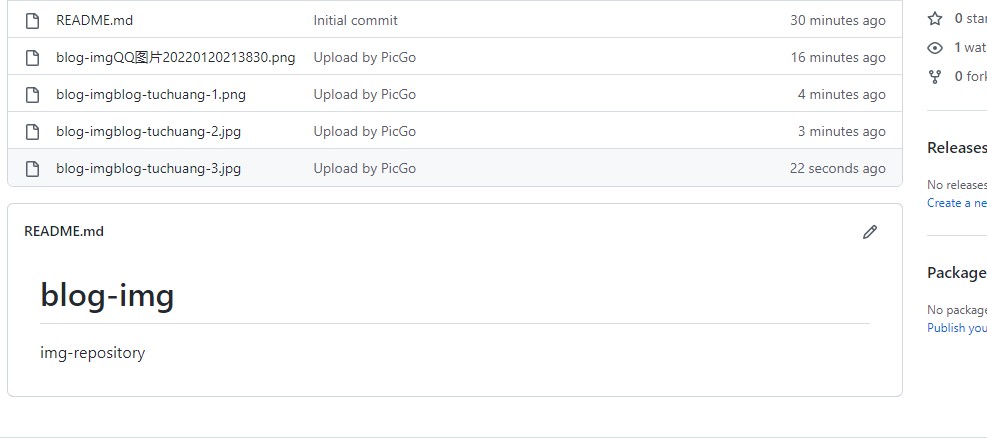 README.md Initial commit 30 minutes ago
blog-imgQQ图片20220120213830.png Upload by PicGo 16 minutes ago
blog-imgblog-tuchuang-1.png Upload by PicGo 4 minutes ago
blog-imgblog-tuchuang-2.jpg Upload by PicGo 3 minutes ago
blog-imgblog-tuchuang-3.jpg Upload by PicGo 22 seconds ago
README.md
blog-img
img-repository
0 star
1 wat
0 fork
Releases
No releases
Create a ne
Package
No package
Publish you